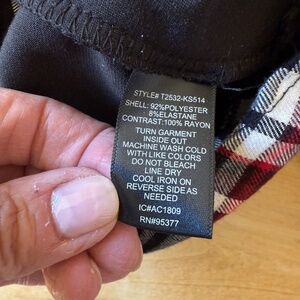 STYLE# T2532-KS514
SHELL: 92%POLYESTER
8%ELASTANE
CONTRAST:100% RAYON
TURN GARMENT
INSIDE OUT
MACHINE WASH COLD
WITH LIKE COLORS
DO NOT BLEACH
LINE DRY
COOL IRON ON
REVERSE SIDE AS
NEEDED
IC#AC1809
RN#95377